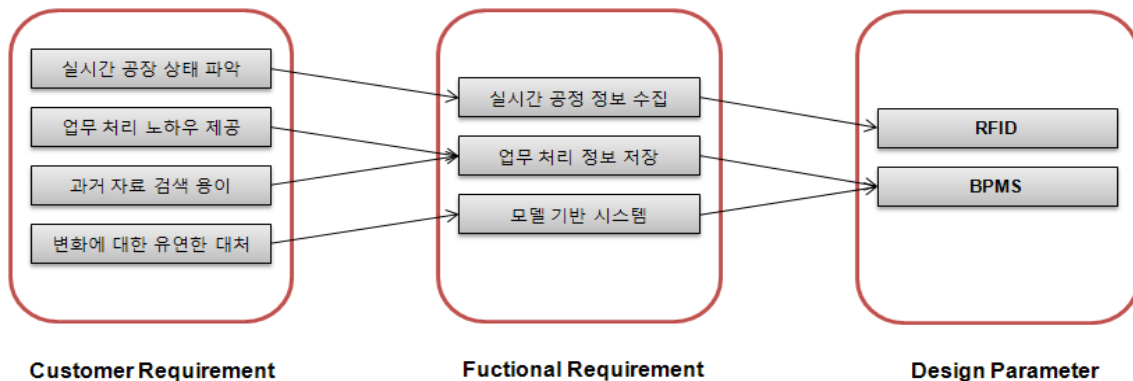 실시간 공장 상태 파악
업무 처리 노하우 제공
과거 자료 검색 용이
변화에 대한 유연한 대처
실시간 공정 정보 수집
업무 처리 정보 저장
모델 기반 시스템
RFID
BPMS
Customer Requirement
Fuctional Requirement
Design Parameter